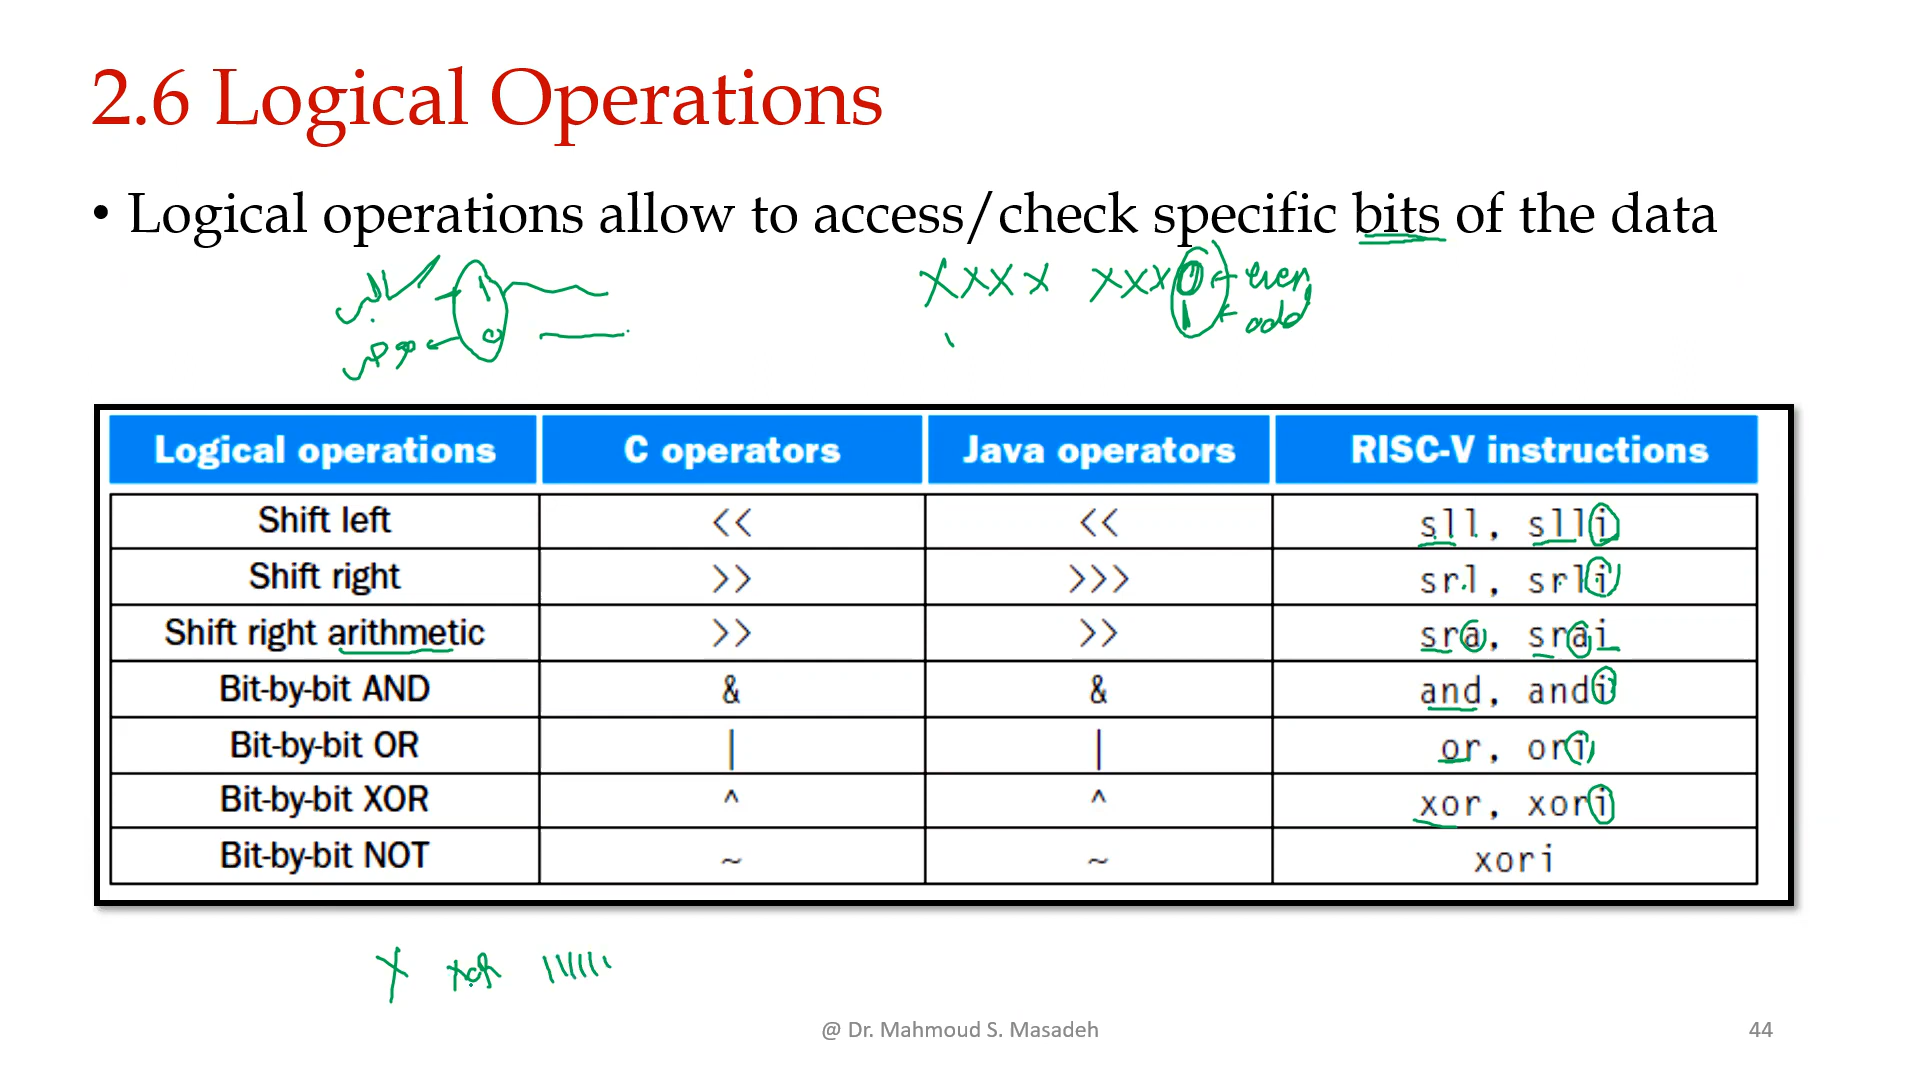 2.6 Logical Operations
• Logical operations allow to access/check specific bits of the data
XXXX XXX0 ← even
1 ← odd
1
0
Logical operations C operators Java operators RISC-V instructions
Shift left << << sll, slli
Shift right >> >>> srl, srli
Shift right arithmetic >> >> sra, srai
Bit-by-bit AND & & and, andi
Bit-by-bit OR | | or, ori
Bit-by-bit XOR ^ ^ xor, xori
Bit-by-bit NOT ~ ~ xori
X xor 111111
@ Dr. Mahmoud S. Masadeh 44